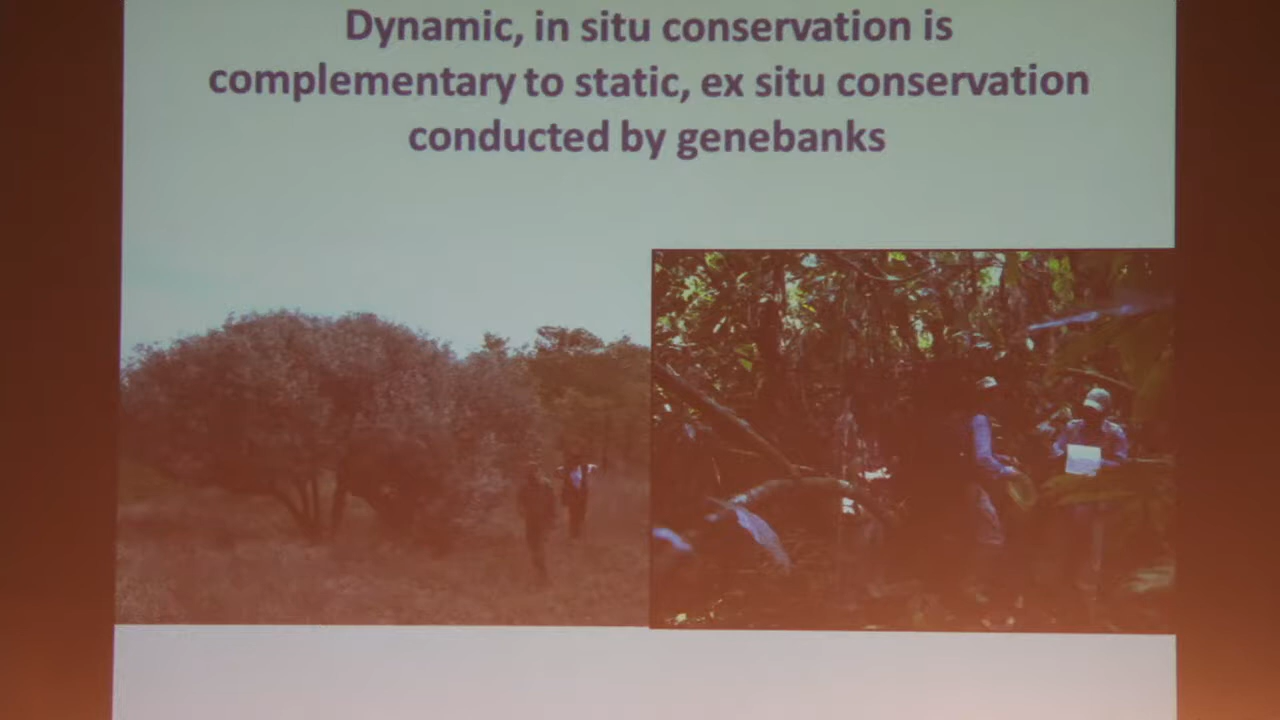 Dynamic, in situ conservation is
complementary to static, ex situ conservation
conducted by genebanks